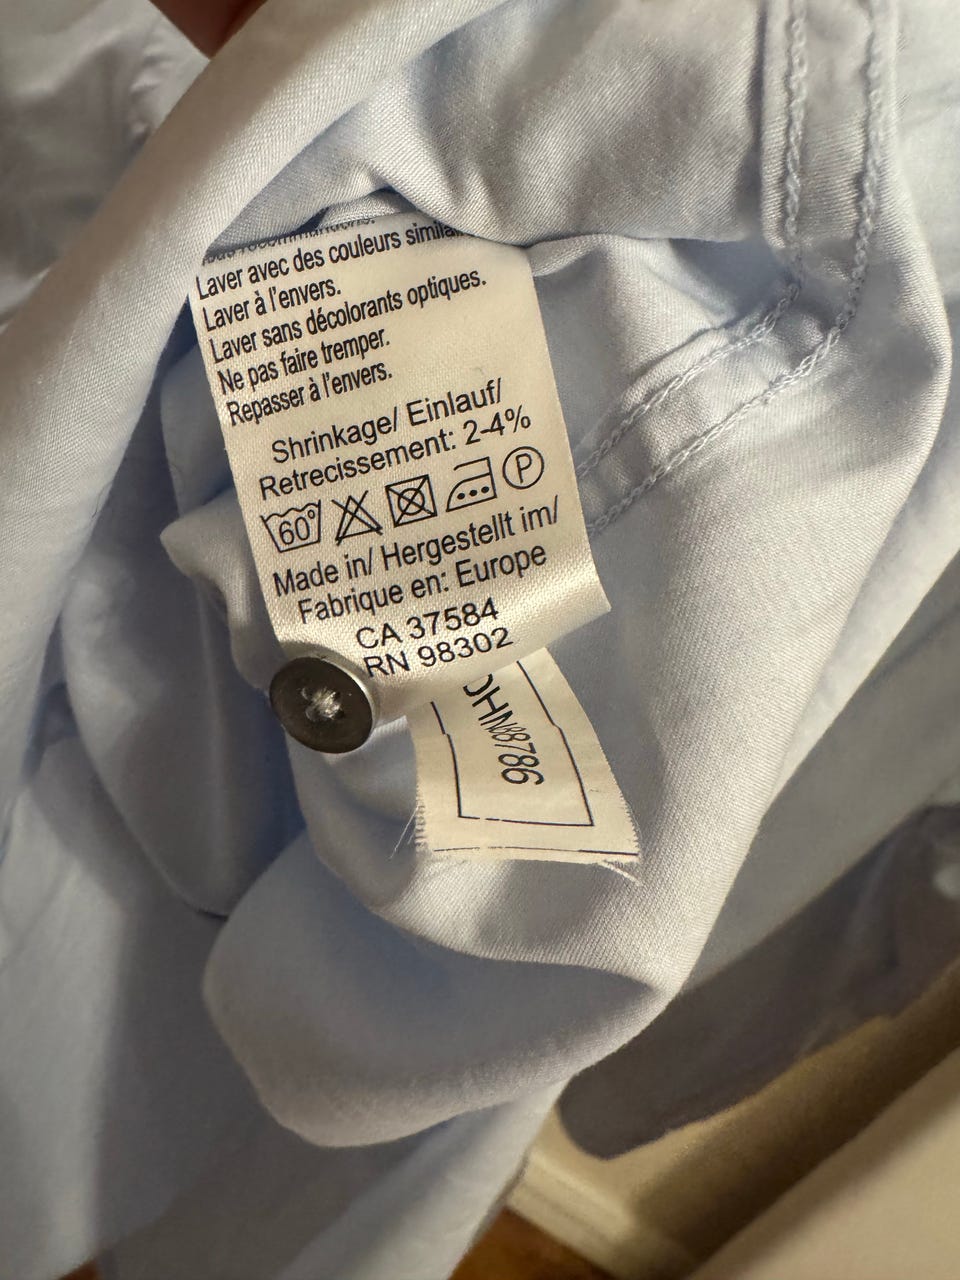 Laver avec des couleurs
Laver à l'envers.
Laver sans décolorants optiques.
Ne pas faire tremper.
Repasser à l'envers.
Shrinkage/ Einlauf/
Retrecissement: 2-4%
60° P
Made in/ Hergestellt im/
Fabrique en: Europe
CA 37584
RN 98302